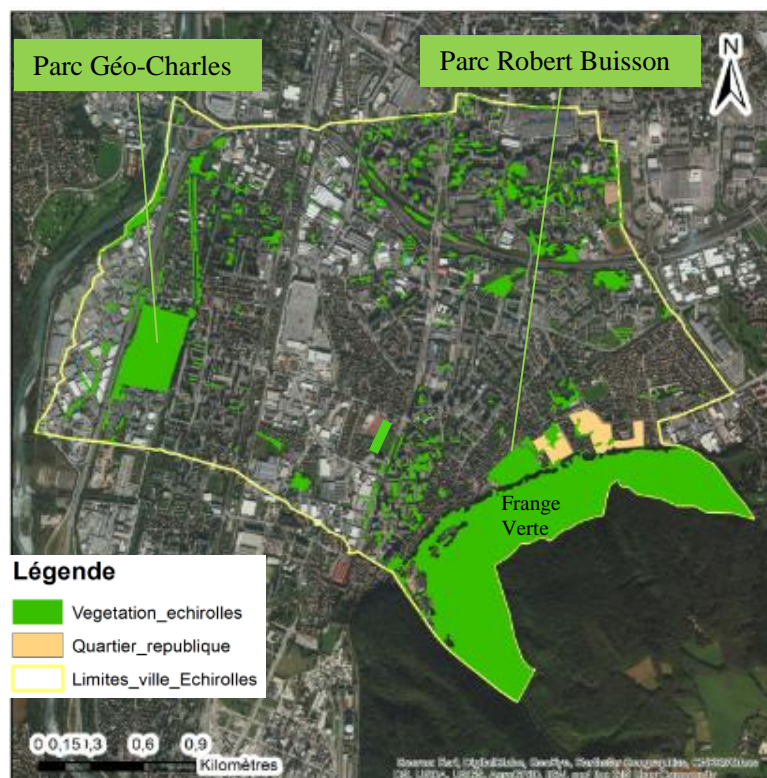 Parc Géo-Charles
Parc Robert Buisson
N
Frange
Verte
Légende
Vegetation_echirolles
Quartier_republique
Limites_ville_Echirolles
0 0,15 0,3 0,6 0,9
Kilomètres